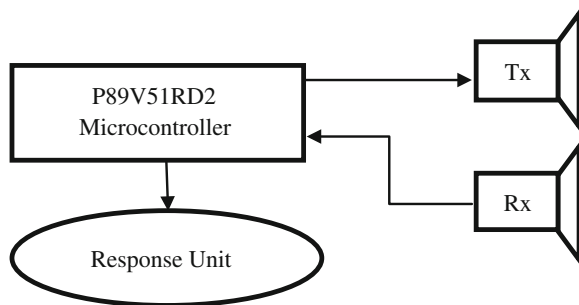 P89V51RD2
Microcontroller
Tx
Rx
Response Unit